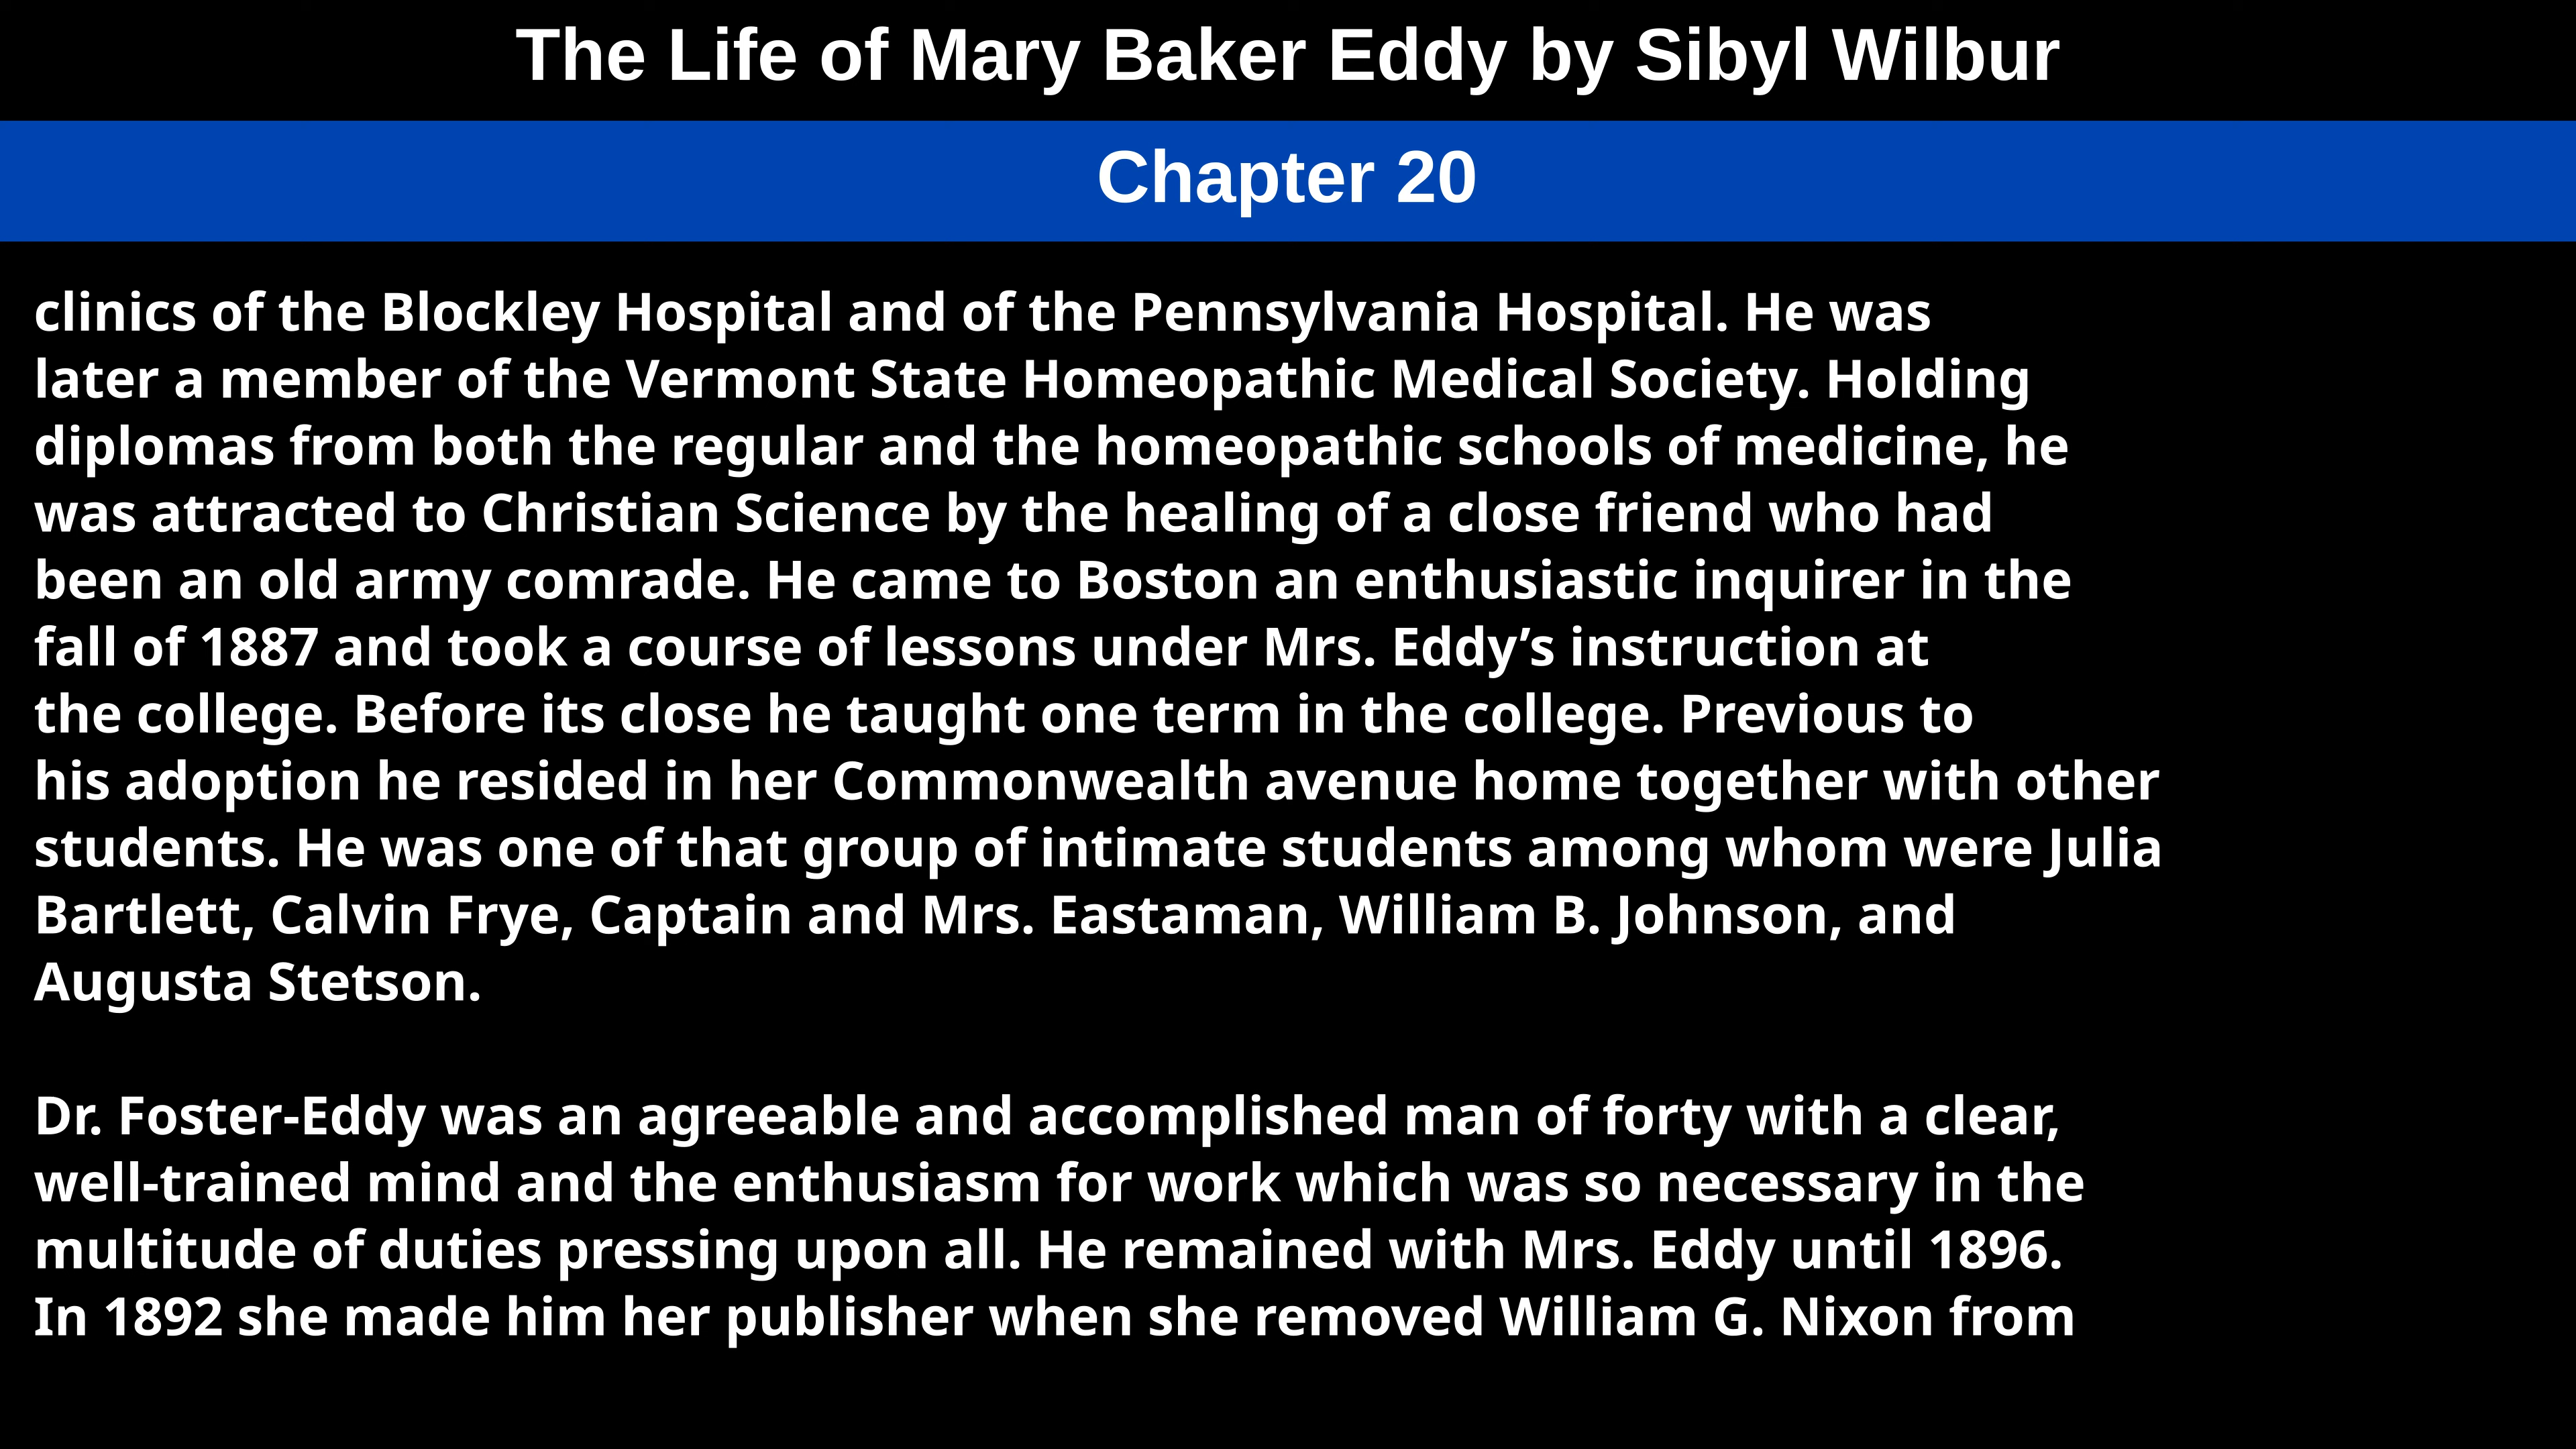 The Life of Mary Baker Eddy by Sibyl Wilbur
Chapter 20
clinics of the Blockley Hospital and of the Pennsylvania Hospital. He was
later a member of the Vermont State Homeopathic Medical Society. Holding
diplomas from both the regular and the homeopathic schools of medicine, he
was attracted to Christian Science by the healing of a close friend who had
been an old army comrade. He came to Boston an enthusiastic inquirer in the
fall of 1887 and took a course of lessons under Mrs. Eddy’s instruction at
the college. Before its close he taught one term in the college. Previous to
his adoption he resided in her Commonwealth avenue home together with other
students. He was one of that group of intimate students among whom were Julia
Bartlett, Calvin Frye, Captain and Mrs. Eastaman, William B. Johnson, and
Augusta Stetson.
Dr. Foster-Eddy was an agreeable and accomplished man of forty with a clear,
well-trained mind and the enthusiasm for work which was so necessary in the
multitude of duties pressing upon all. He remained with Mrs. Eddy until 1896.
In 1892 she made him her publisher when she removed William G. Nixon from